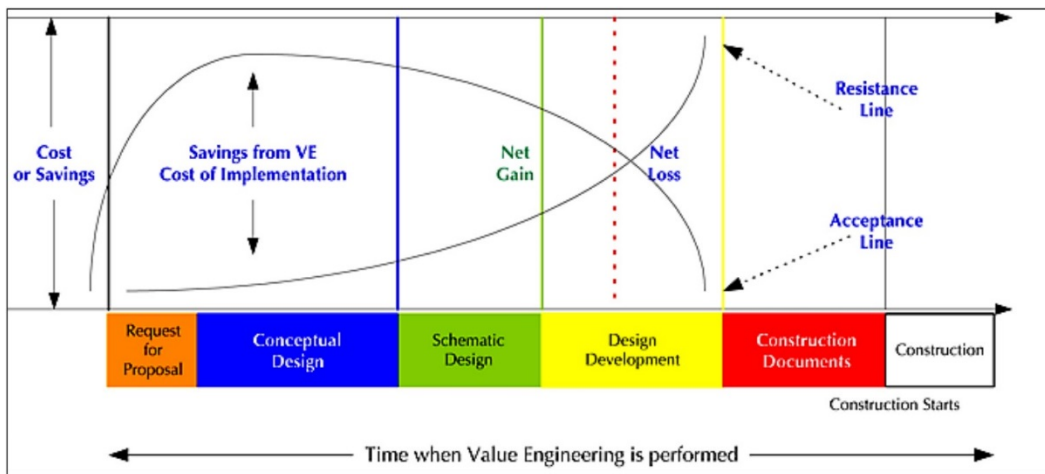 Cost
or Savings
Savings from VE
Cost of Implementation
Net
Gain
Net
Loss
Resistance
Line
Acceptance
Line
Request
for
Proposal
Conceptual
Design
Schematic
Design
Design
Development
Construction
Documents
Construction
Construction Starts
Time when Value Engineering is performed